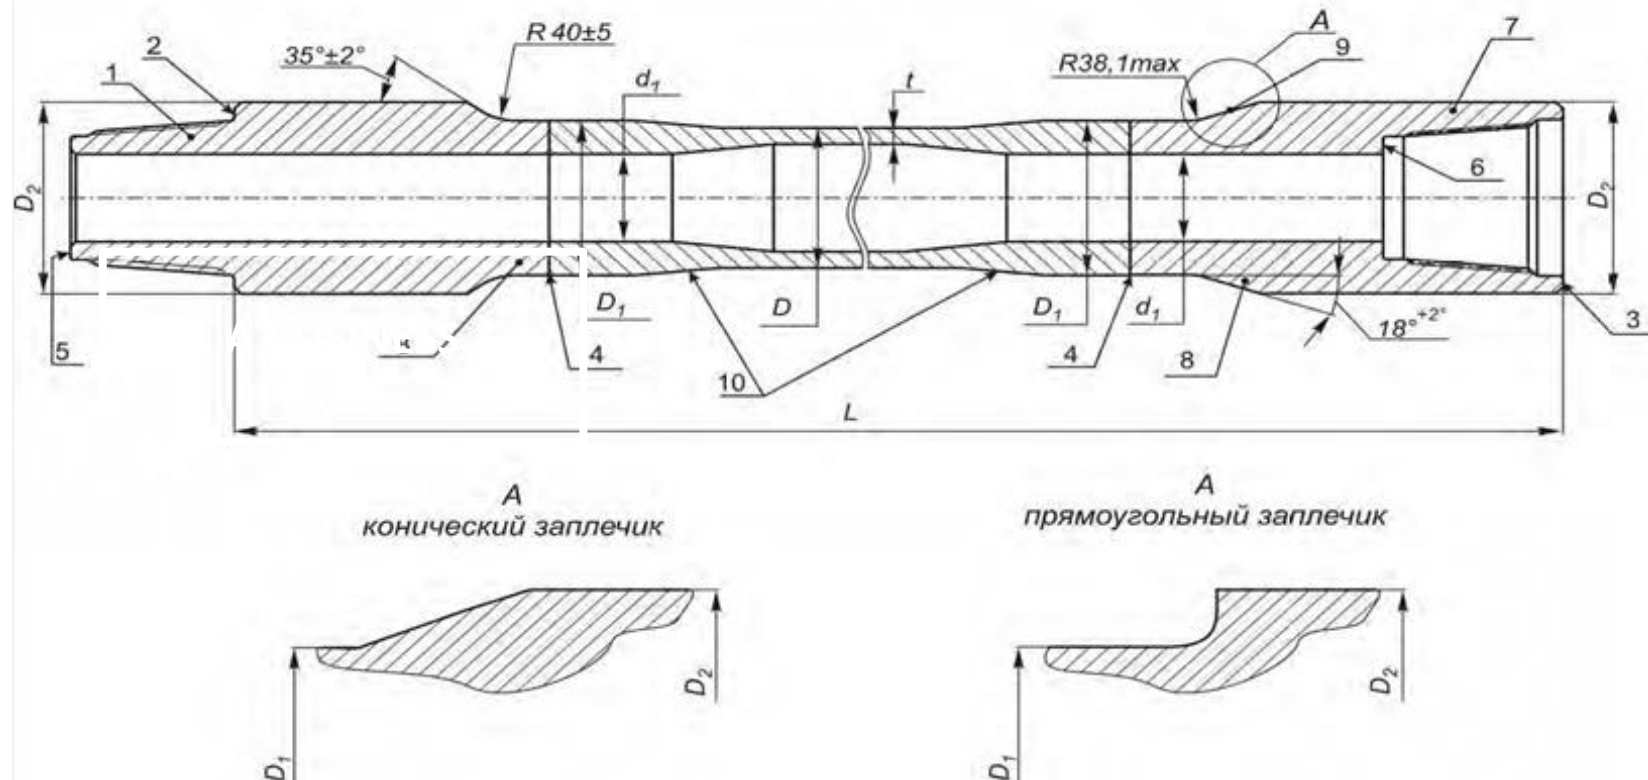 A
7
2
R 40±5
9
1
35°±2°
R38,1max
d₁
t
D₂
6
D₂
5
4
D₁
D
D₁
d₁
4
8
18°⁺²°
3
10
L
A
конический заплечик
A
прямоугольный заплечик
D₂
D₂
D₁
D₁